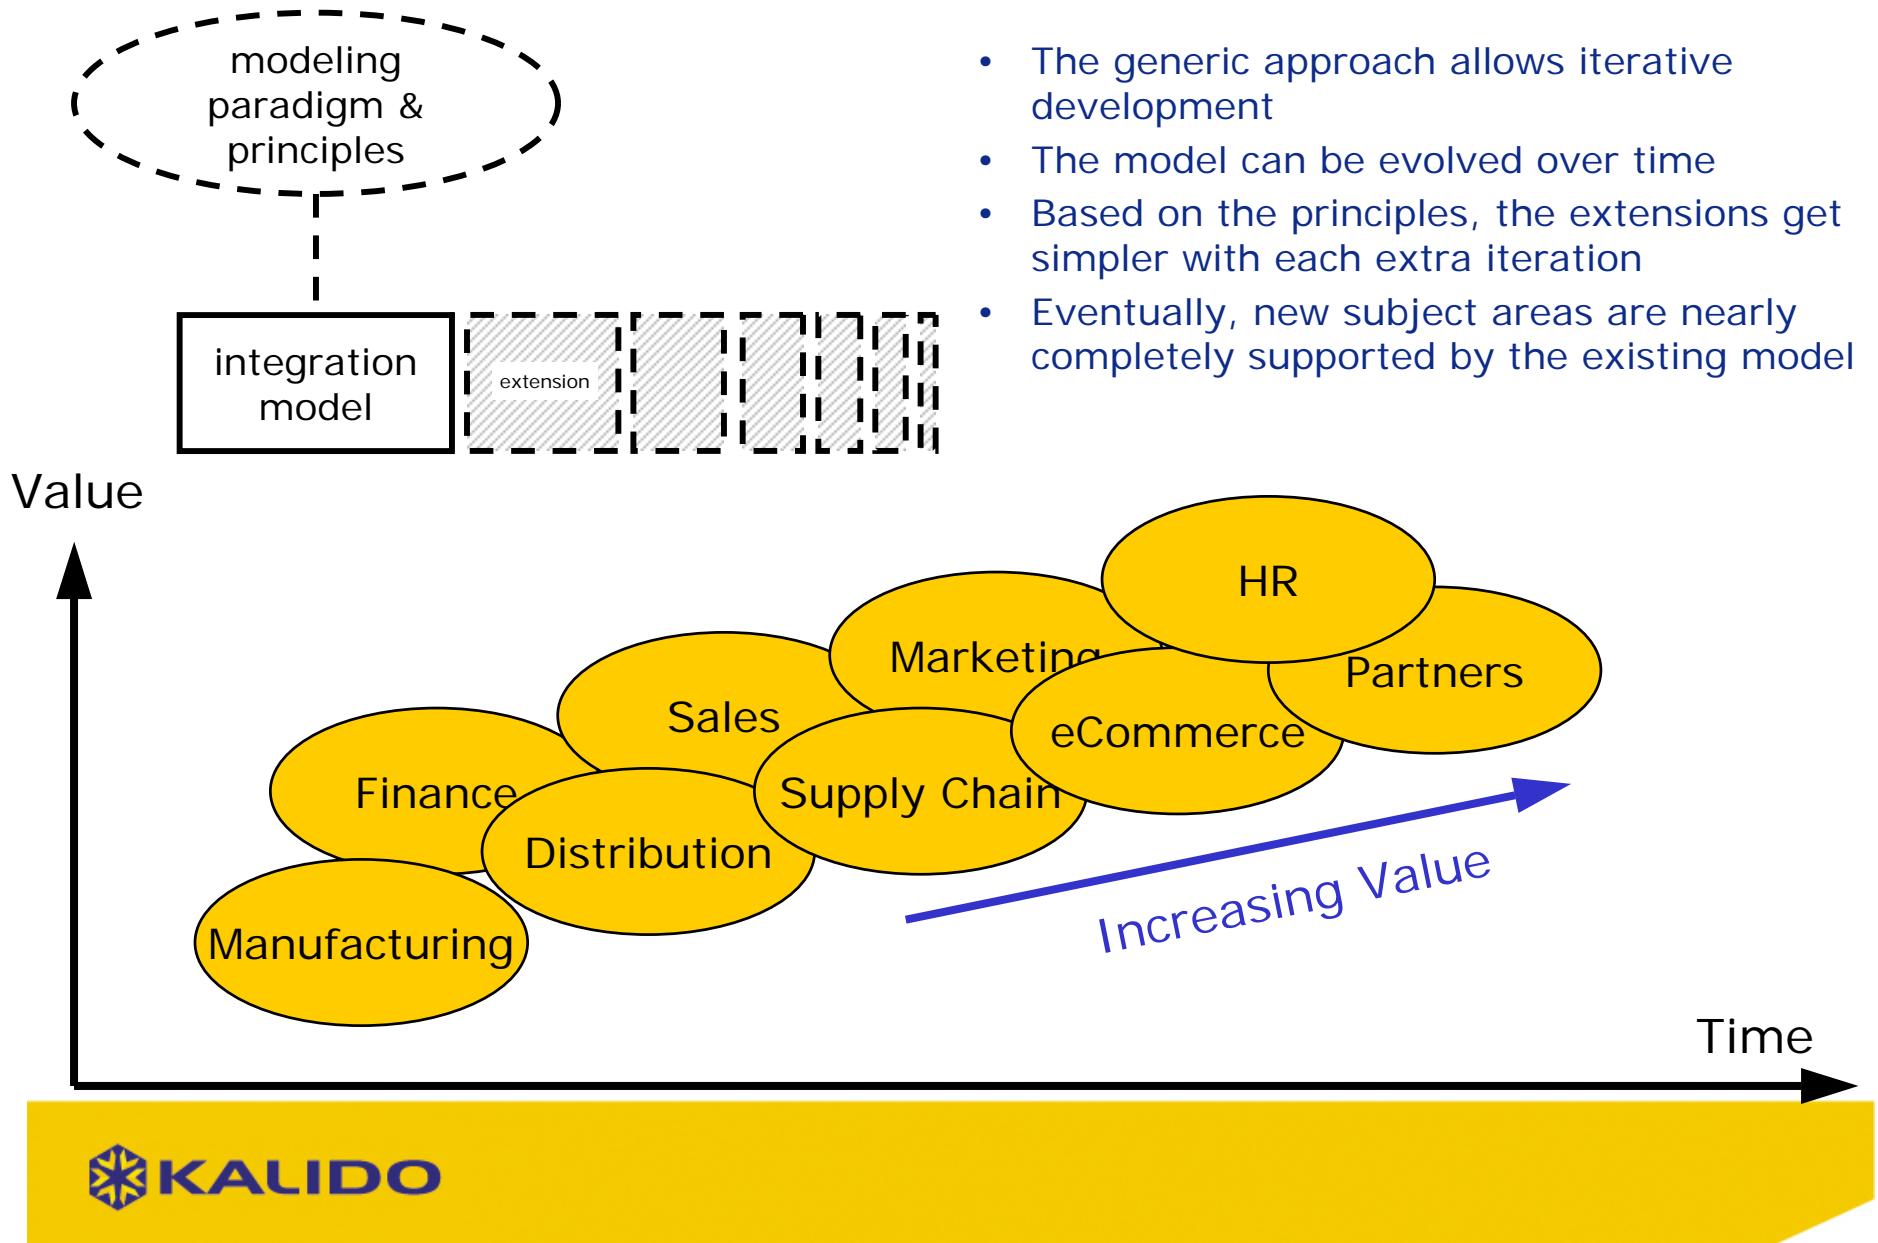 modeling
paradigm &
principles
• The generic approach allows iterative
development
• The model can be evolved over time
• Based on the principles, the extensions get
simpler with each extra iteration
• Eventually, new subject areas are nearly
completely supported by the existing model
integration
model
extension
Value
HR
Marketing
Partners
Sales
eCommerce
Finance
Supply Chain
Distribution
Increasing Value
Manufacturing
Time
KALIDO